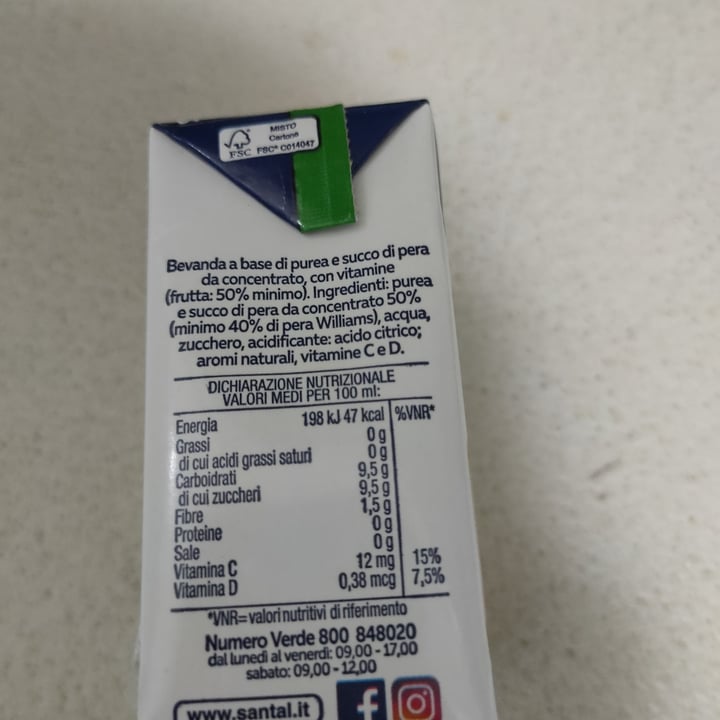 MISTO
Cartone
FSC FSC® C014047
Bevanda a base di purea e succo di pera
da concentrato, con vitamine
(frutta: 50% minimo). Ingredienti: purea
e succo di pera da concentrato 50%
(minimo 40% di pera Williams), acqua,
zucchero, acidificante: acido citrico;
aromi naturali, vitamine C e D.
DICHIARAZIONE NUTRIZIONALE
VALORI MEDI PER 100 ml:
Energia 198 kJ 47 kcal %VNR*
Grassi 0 g
di cui acidi grassi saturi 0 g
Carboidrati 9,5 g
di cui zuccheri 9,5 g
Fibre 1,5 g
Proteine 0 g
Sale 0 g
Vitamina C 12 mg 15%
Vitamina D 0,38 mcg 7,5%
*VNR= valori nutritivi di riferimento
Numero Verde 800 848020
dal lunedì al venerdì: 09,00 - 17,00
sabato: 09,00 - 12,00
www.santal.it